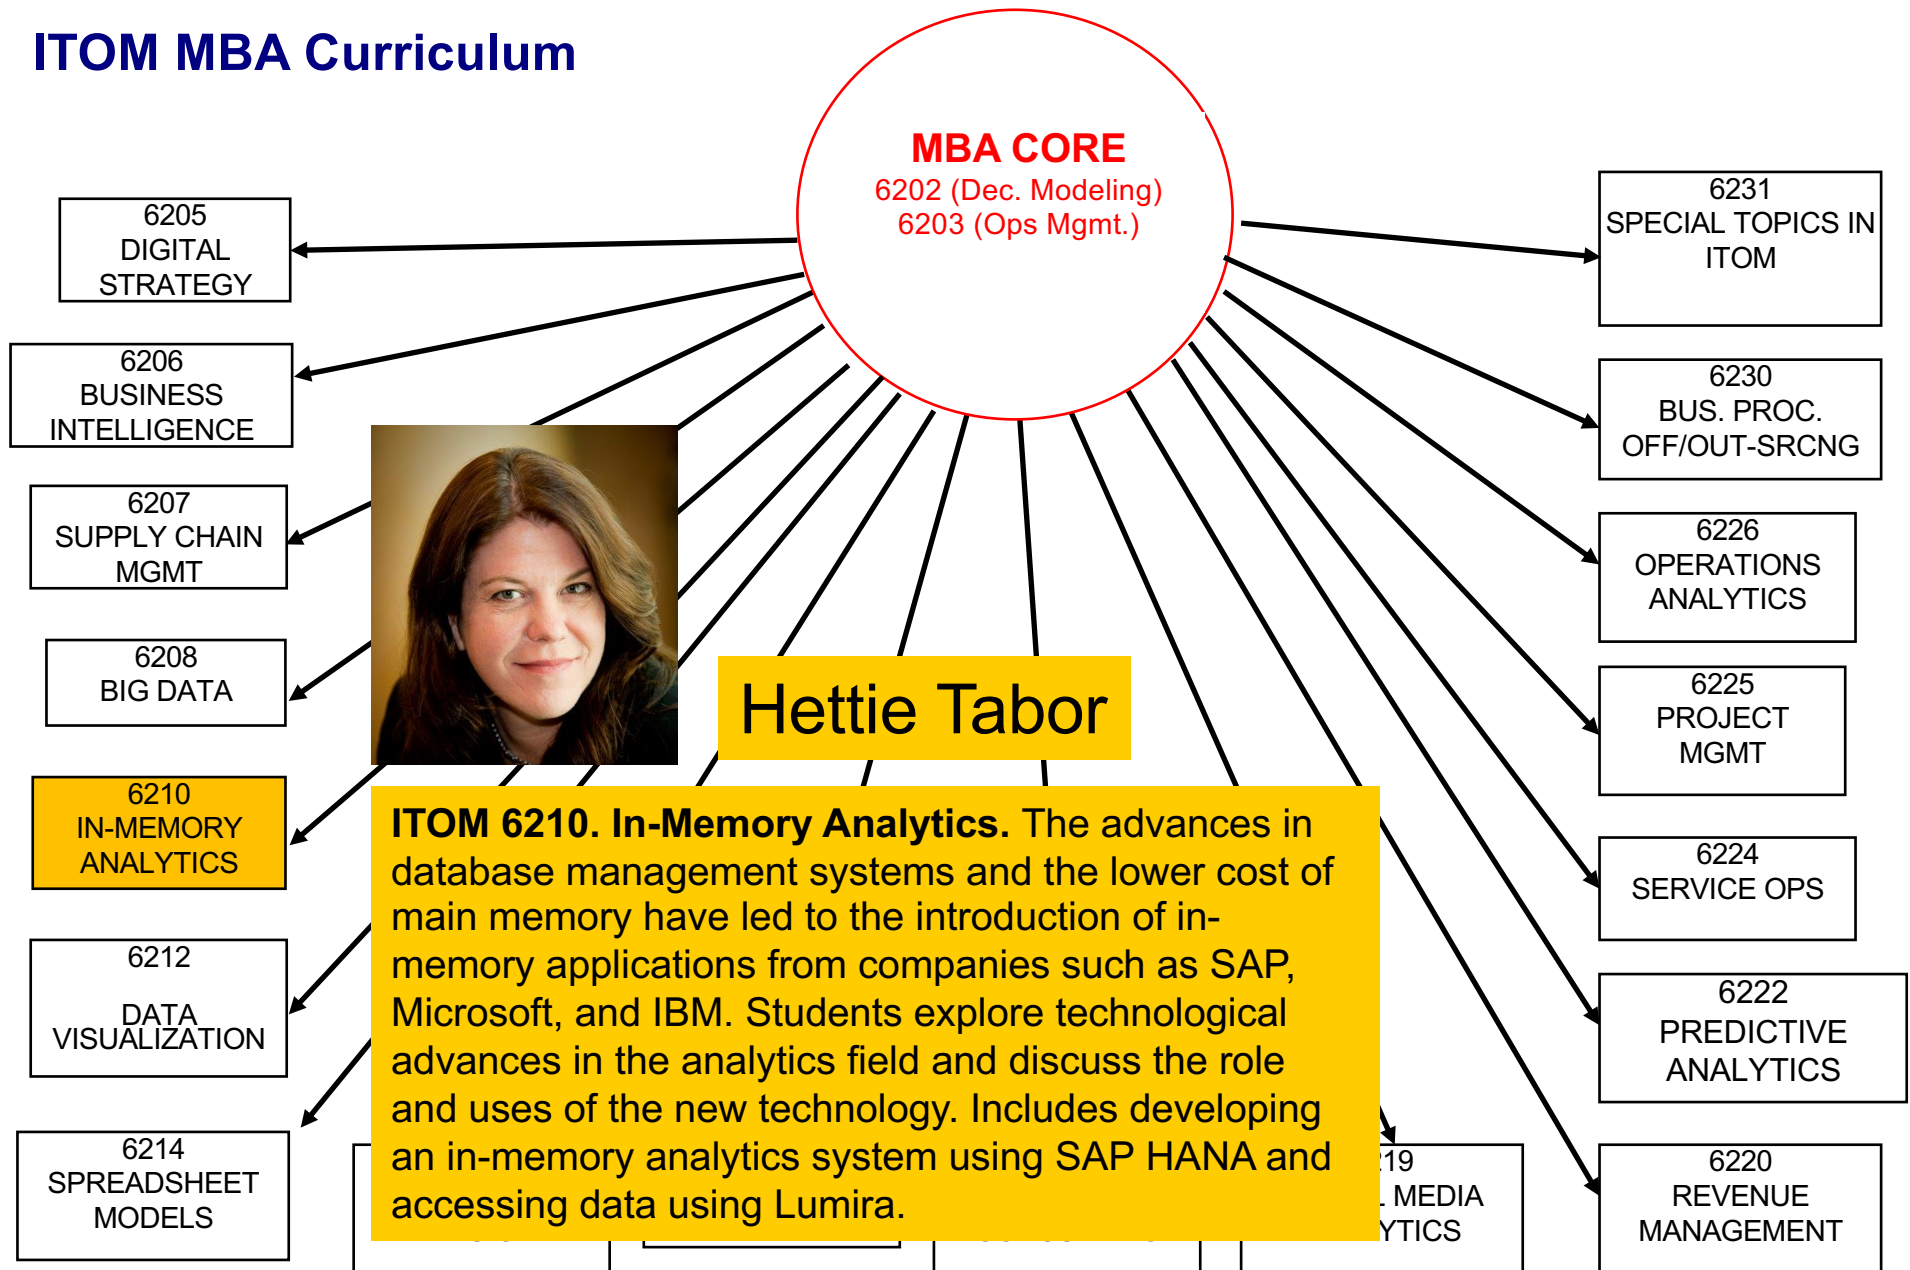 ITOM MBA Curriculum
MBA CORE
6202 (Dec. Modeling)
6203 (Ops Mgmt.)
6205
DIGITAL
STRATEGY
6206
BUSINESS
INTELLIGENCE
6207
SUPPLY CHAIN
MGMT
6208
BIG DATA
6210
IN-MEMORY
ANALYTICS
6212
DATA
VISUALIZATION
6214
SPREADSHEET
MODELS
Hettie Tabor
ITOM 6210. In-Memory Analytics. The advances in
database management systems and the lower cost of
main memory have led to the introduction of in-
memory applications from companies such as SAP,
Microsoft, and IBM. Students explore technological
advances in the analytics field and discuss the role
and uses of the new technology. Includes developing
an in-memory analytics system using SAP HANA and
accessing data using Lumira.
19
MEDIA
YTICS
6231
SPECIAL TOPICS IN
ITOM
6230
BUS. PROC.
OFF/OUT-SRCNG
6226
OPERATIONS
ANALYTICS
6225
PROJECT
MGMT
6224
SERVICE OPS
6222
PREDICTIVE
ANALYTICS
6220
REVENUE
MANAGEMENT